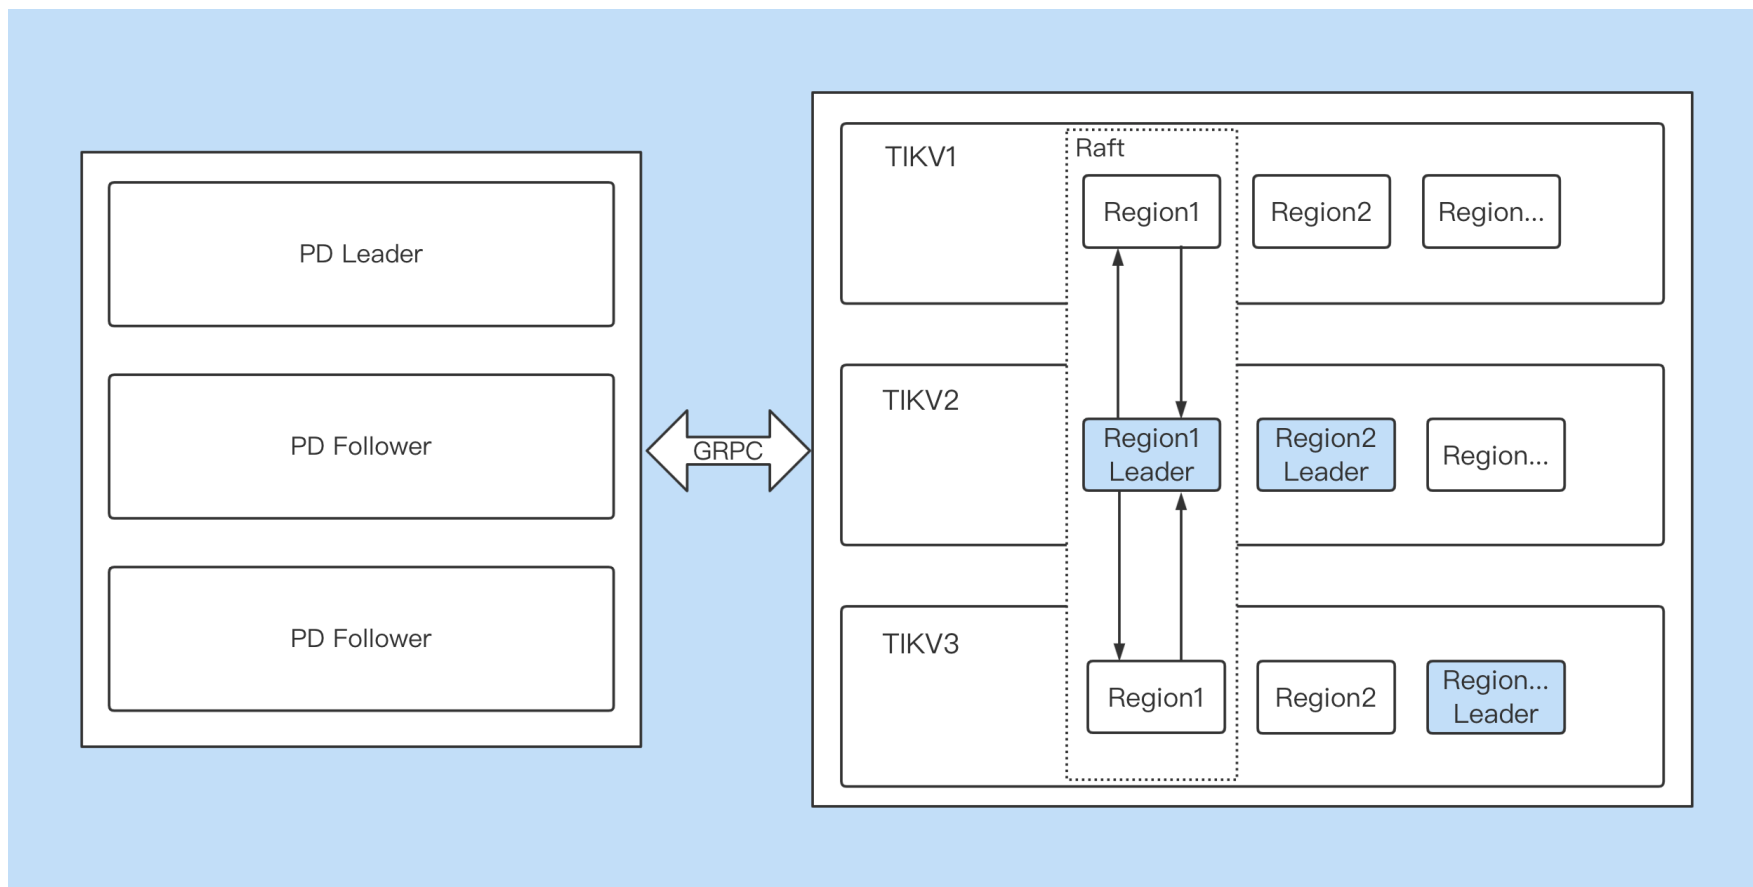 PD Leader
PD Follower
PD Follower
GRPC
TIKV1
Raft
Region1
Region2
Region...
TIKV2
Region1
Leader
Region2
Leader
Region...
TIKV3
Region1
Region2
Region...
Leader